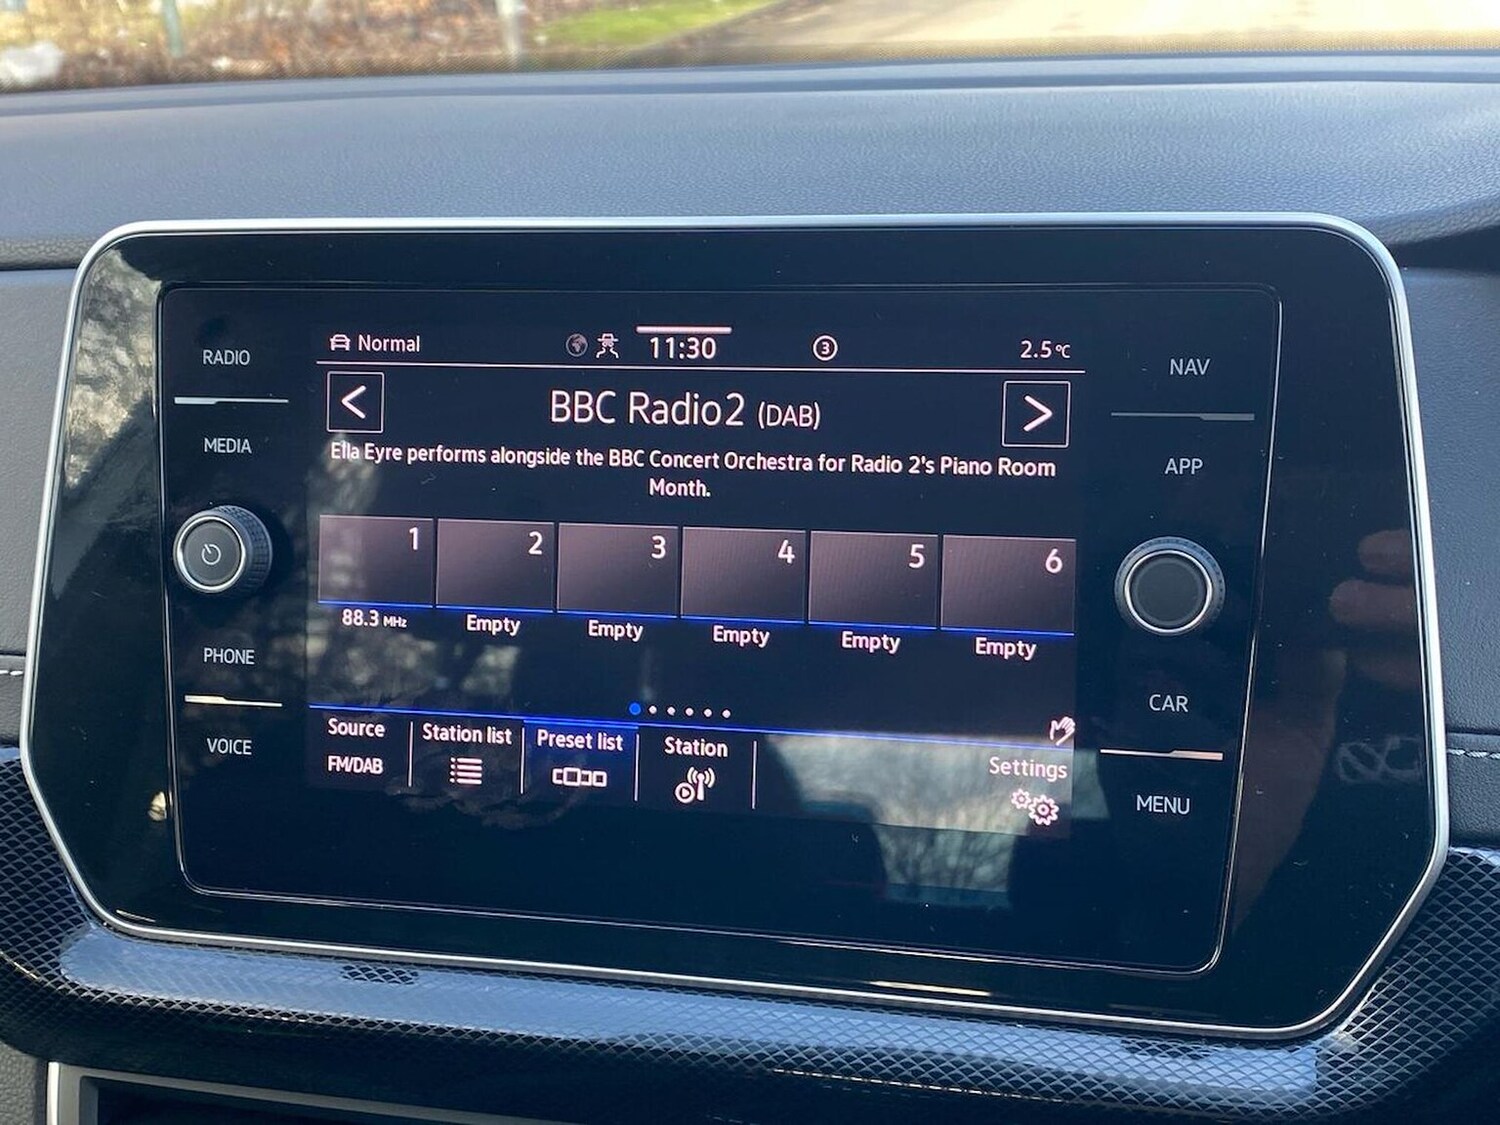 RADIO
MEDIA
PHONE
VOICE
Normal
11:30
3
2.5°C
<
BBC Radio2 (DAB)
>
Ella Eyre performs alongside the BBC Concert Orchestra for Radio 2's Piano Room
Month.
1 2 3 4 5 6
88.3 MHz Empty Empty Empty Empty Empty
Source Station list Preset list Station Settings
FM/DAB
NAV
APP
CAR
MENU